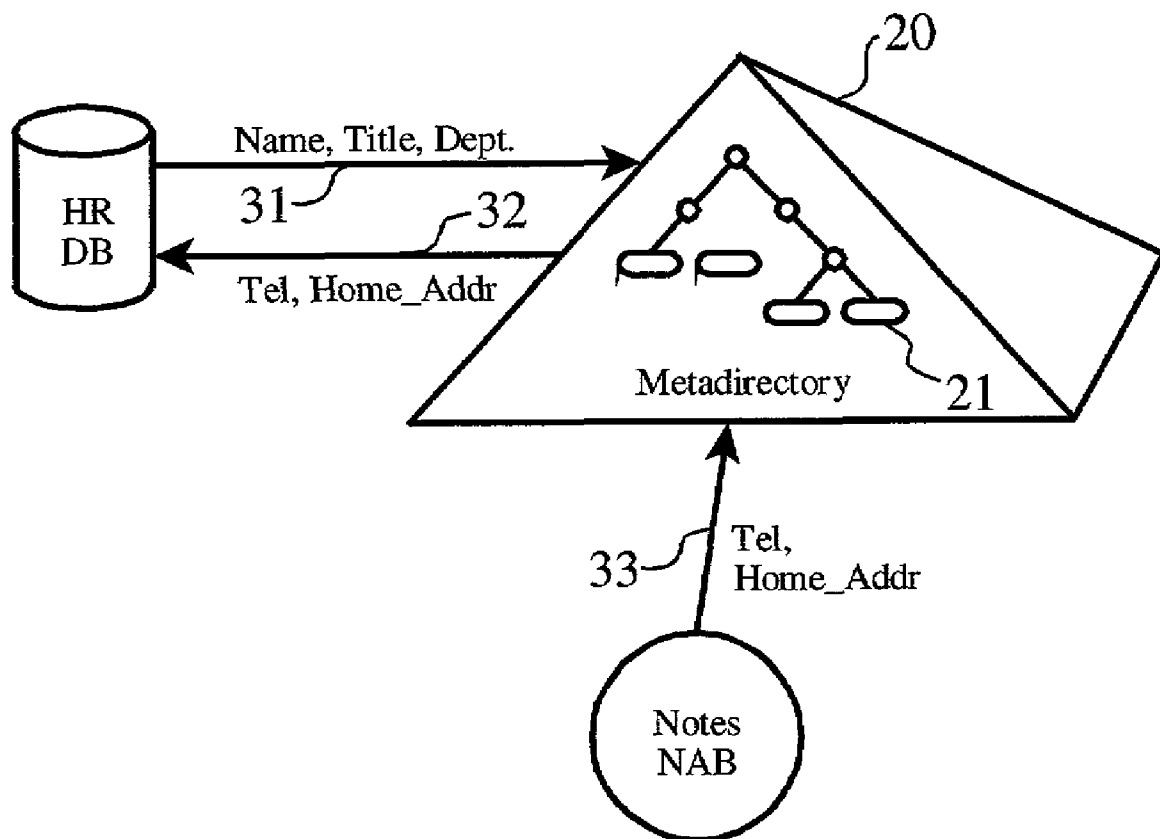 20
Name, Title, Dept.
31
HR
DB
32
Tel, Home_Addr
Metadirectory
21
33
Tel,
Home_Addr
Notes
NAB